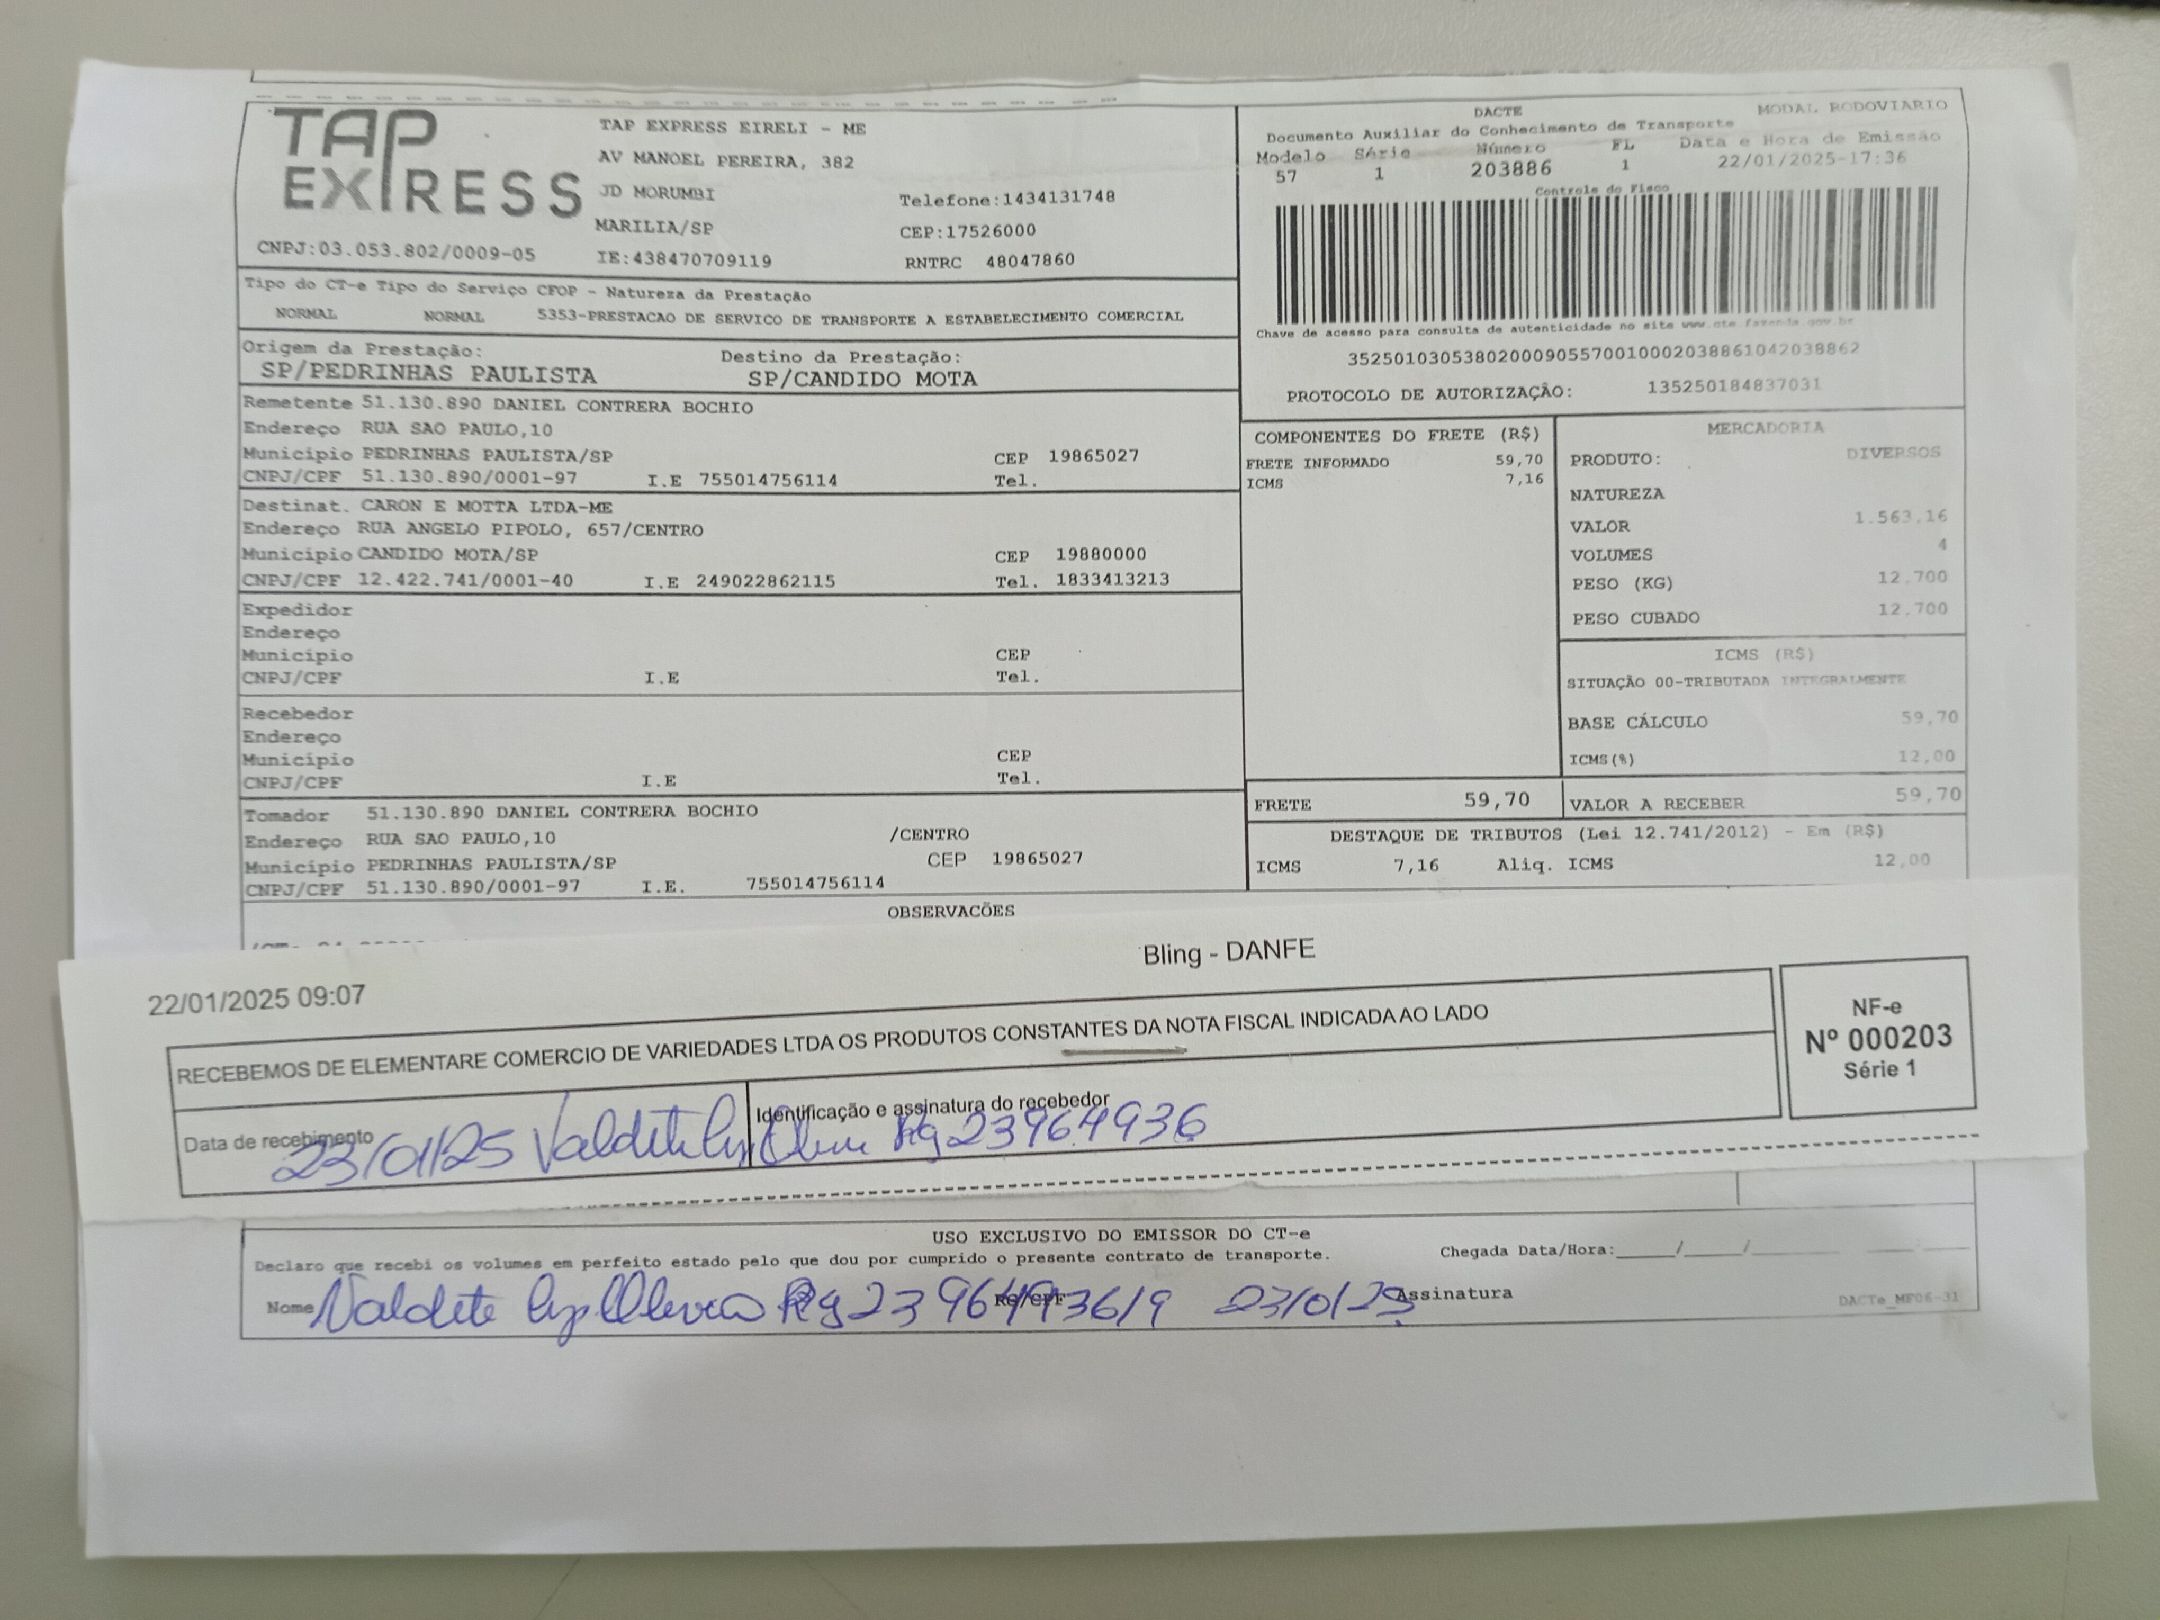 TAP EXPRESS
TAP EXPRESS EIRELI - ME
AV MANOEL PEREIRA, 382
JD MORUMBI Telefone:1434131748
MARILIA/SP CEP:17526000
CNPJ:03.053.802/0009-05 IE:438470709119 RNTRC 48047860
DACTE MODAL RODOVIARIO
Documento Auxiliar do Conhecimento de Transporte
Modelo Série Número FL Data e Hora de Emissão
57 1 203886 1 22/01/2025-17:36
Controle do Fisco
Chave de acesso para consulta de autenticidade no site www.cte.fazenda.gov.br
35250103053802000905570010002038861042038862
PROTOCOLO DE AUTORIZAÇÃO: 135250184837031
Tipo do CT-e Tipo do Serviço CFOP - Natureza da Prestação
NORMAL NORMAL 5353-PRESTACAO DE SERVICO DE TRANSPORTE A ESTABELECIMENTO COMERCIAL
Origem da Prestação: Destino da Prestação:
SP/PEDRINHAS PAULISTA SP/CANDIDO MOTA
Remetente 51.130.890 DANIEL CONTRERA BOCHIO
Endereço RUA SAO PAULO,10
Município PEDRINHAS PAULISTA/SP CEP 19865027
CNPJ/CPF 51.130.890/0001-97 I.E 755014756114 Tel.
Destinat. CARON E MOTTA LTDA-ME
Endereço RUA ANGELO PIPOLO, 657/CENTRO
Município CANDIDO MOTA/SP CEP 19880000
CNPJ/CPF 12.422.741/0001-40 I.E 249022862115 Tel. 1833413213
Expedidor
Endereço
Município CEP
CNPJ/CPF I.E Tel.
Recebedor
Endereço
Município CEP
CNPJ/CPF I.E Tel.
Tomador 51.130.890 DANIEL CONTRERA BOCHIO
Endereço RUA SAO PAULO,10 /CENTRO
Município PEDRINHAS PAULISTA/SP CEP 19865027
CNPJ/CPF 51.130.890/0001-97 I.E. 755014756114
COMPONENTES DO FRETE (R$)
FRETE INFORMADO 59,70
ICMS 7,16
MERCADORIA
PRODUTO: DIVERSOS
NATUREZA
VALOR 1.563,16
VOLUMES 4
PESO (KG) 12.700
PESO CUBADO 12.700
ICMS (R$)
SITUAÇÃO 00-TRIBUTADA INTEGRALMENTE
BASE CÁLCULO 59,70
ICMS(%) 12,00
FRETE 59,70 VALOR A RECEBER 59,70
DESTAQUE DE TRIBUTOS (Lei 12.741/2012) - Em (R$)
ICMS 7,16 Aliq. ICMS 12,00
OBSERVACÕES
Bling - DANFE
22/01/2025 09:07
RECEBEMOS DE ELEMENTARE COMERCIO DE VARIEDADES LTDA OS PRODUTOS CONSTANTES DA NOTA FISCAL INDICADA AO LADO
NF-e
Nº 000203
Série 1
Data de recebimento Identificação e assinatura do recebedor
23/01/25 Valdete Rg 23964936
USO EXCLUSIVO DO EMISSOR DO CT-e
Declaro que recebi os volumes em perfeito estado pelo que dou por cumprido o presente contrato de transporte. Chegada Data/Hora:____/____/____ ____:____
Nome Valdete Rg 23964936/9 RG/CPF 23/01/25 Assinatura
DACTe_MF06-31